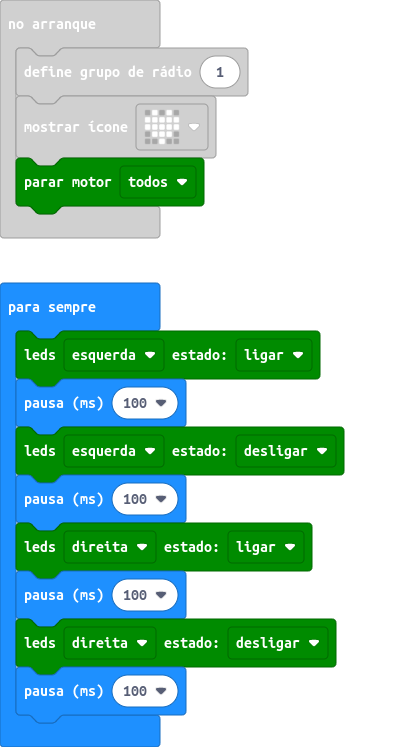 no arranque
define grupo de rádio 1
mostrar ícone
parar motor todos
para sempre
leds esquerda estado: ligar
pausa (ms) 100
leds esquerda estado: desligar
pausa (ms) 100
leds direita estado: ligar
pausa (ms) 100
leds direita estado: desligar
pausa (ms) 100